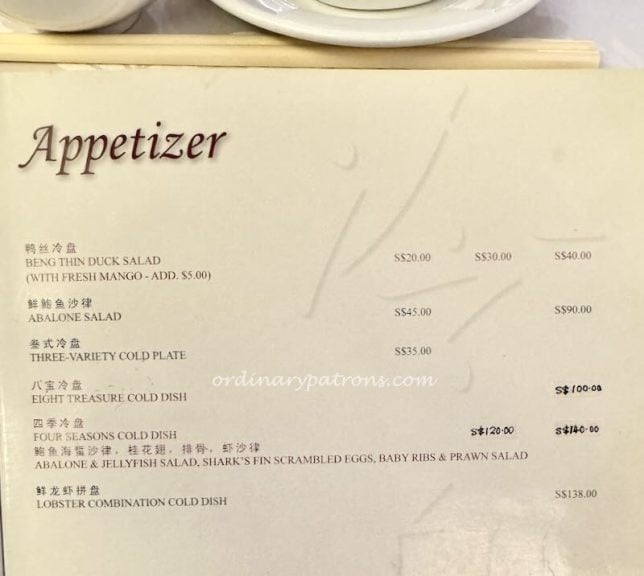 Appetizer
鸭丝冷盘
BENG THIN DUCK SALAD S$20.00 S$30.00 S$40.00
(WITH FRESH MANGO - ADD. $5.00)
鲜鲍鱼沙律
ABALONE SALAD S$45.00 S$90.00
叁式冷盘
THREE-VARIETY COLD PLATE S$35.00
ordinarypatrons.com
八宝冷盘
EIGHT TREASURE COLD DISH S$100.00
四季冷盘
FOUR SEASONS COLD DISH S$120.00 S$140.00
鲍鱼海蜇沙律，桂花翅，排骨，虾沙律
ABALONE & JELLYFISH SALAD, SHARK'S FIN SCRAMBLED EGGS, BABY RIBS & PRAWN SALAD
鲜龙虾拼盘
LOBSTER COMBINATION COLD DISH S$138.00